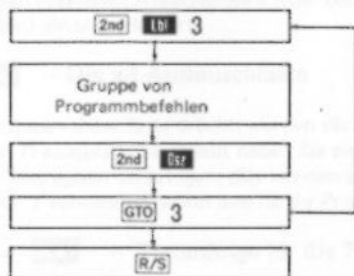 2nd Lbl 3
Gruppe von
Programmbefehlen
2nd Dsz
GTO 3
R/S